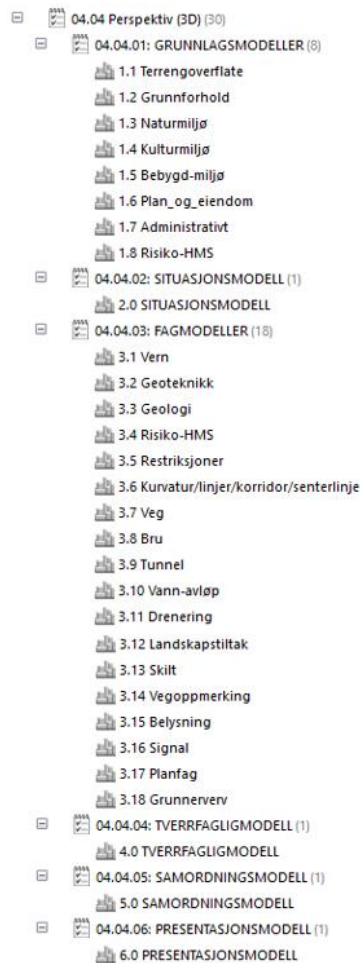 04.04 Perspektiv (3D) (30)
04.04.01: GRUNNLAGSMODELLER (8)
1.1 Terrengoverflate
1.2 Grunnforhold
1.3 Naturmiljø
1.4 Kulturmiljø
1.5 Bebygd-miljø
1.6 Plan_og_eiendom
1.7 Administrativt
1.8 Risiko-HMS
04.04.02: SITUASJONSMODELL (1)
2.0 SITUASJONSMODELL
04.04.03: FAGMODELLER (18)
3.1 Vern
3.2 Geoteknikk
3.3 Geologi
3.4 Risiko-HMS
3.5 Restriksjoner
3.6 Kurvatur/linjer/korridor/senterlinje
3.7 Veg
3.8 Bru
3.9 Tunnel
3.10 Vann-avløp
3.11 Drenering
3.12 Landskapstiltak
3.13 Skilt
3.14 Vegoppmerking
3.15 Belysning
3.16 Signal
3.17 Planfag
3.18 Grunnerverv
04.04.04: TVERRFAGLIGMODELL (1)
4.0 TVERRFAGLIGMODELL
04.04.05: SAMORDNINGSMODELL (1)
5.0 SAMORDNINGSMODELL
04.04.06: PRESENTASJONSMODELL (1)
6.0 PRESENTASJONSMODELL